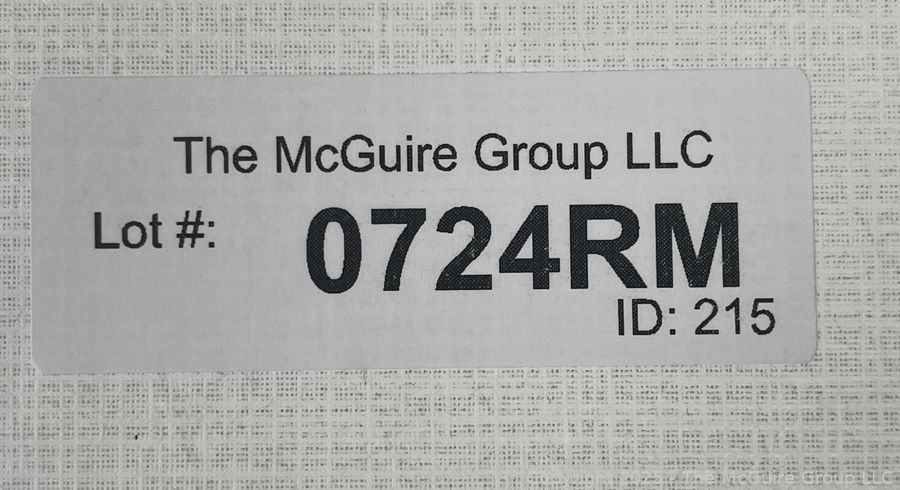 The McGuire Group LLC
Lot #:
0724RM
ID: 215
The McGuire Group LLC